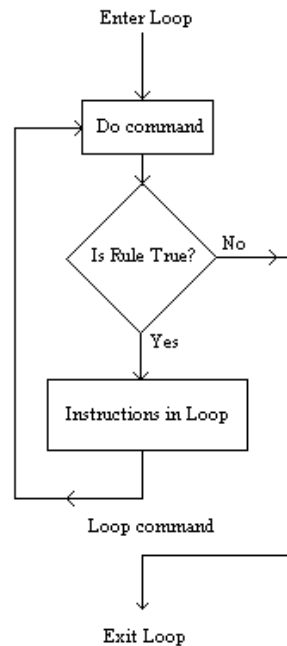 Enter Loop
Do command
Is Rule True?
No
Yes
Instructions in Loop
Loop command
Exit Loop